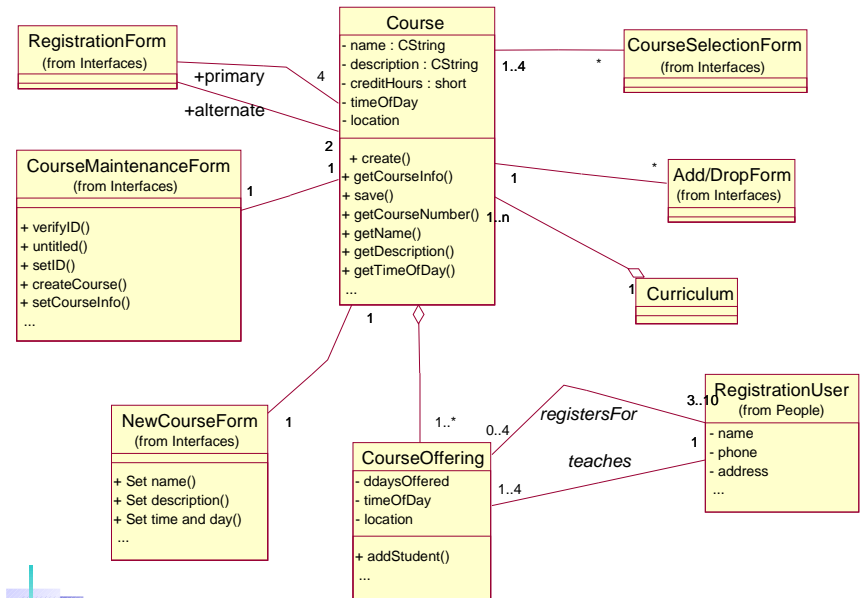 RegistrationForm
(from Interfaces)
+primary
+alternate
4
2
Course
- name : CString
- description : CString
- creditHours : short
- timeOfDay
- location
+ create()
+ getCourseInfo()
+ save()
+ getCourseNumber()
+ getName()
+ getDescription()
+ getTimeOfDay()
...
1..4
*
CourseSelectionForm
(from Interfaces)
CourseMaintenanceForm
(from Interfaces)
+ verifyID()
+ untitled()
+ setID()
+ createCourse()
+ setCourseInfo()
...
1
1
1
*
Add/DropForm
(from Interfaces)
1..n
1
Curriculum
1
1
NewCourseForm
(from Interfaces)
+ Set name()
+ Set description()
+ Set time and day()
...
1..*
CourseOffering
- ddaysOffered
- timeOfDay
- location
+ addStudent()
...
0..4
registersFor
3..10
1..4
teaches
1
RegistrationUser
(from People)
- name
- phone
- address
...